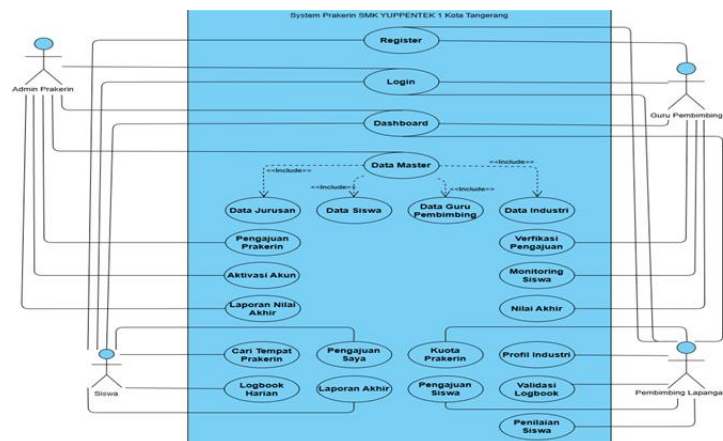 System Prakerin SMK YUPPENTEK 1 Kota Tangerang
Register
Admin Prakerin
Login
Guru Pembimbing
Dashboard
Data Master
<<Include>>
<<Include>>
<<Include>>
<<Include>>
Data Jurusan
Data Siswa
Data Guru
Pembimbing
Data Industri
Pengajuan
Prakerin
Verfikasi
Pengajuan
Aktivasi Akun
Monitoring
Siswa
Laporan Nilai
Akhir
Nilai Akhir
Cari Tempat
Prakerin
Pengajuan
Saya
Kuota
Prakerin
Profil Industri
Siswa
Logbook
Harian
Laporan Akhir
Pengajuan
Siswa
Validasi
Logbook
Pembimbing Lapanga
Penilaian
Siswa